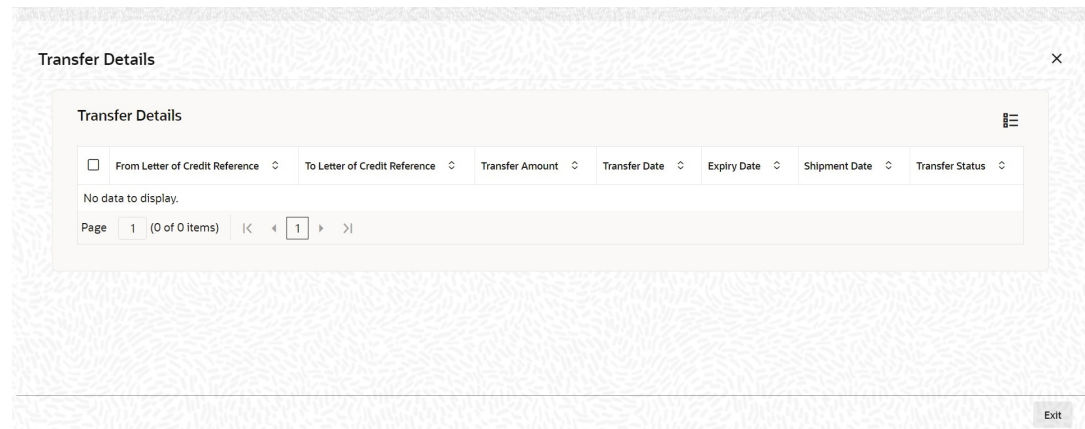 Transfer Details
Transfer Details
From Letter of Credit Reference To Letter of Credit Reference Transfer Amount Transfer Date Expiry Date Shipment Date Transfer Status
No data to display.
Page 1 (0 of 0 items) 1
Exit